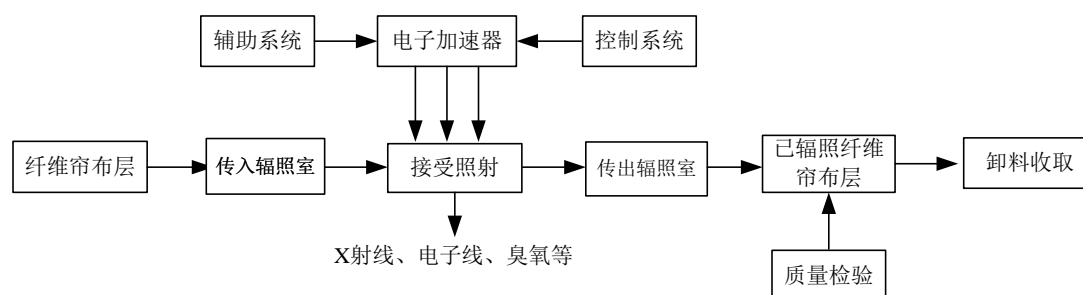 辅助系统
电子加速器
控制系统
纤维帘布层
传入辐照室
接受照射
传出辐照室
已辐照纤维
帘布层
卸料收取
X射线、电子线、臭氧等
质量检验